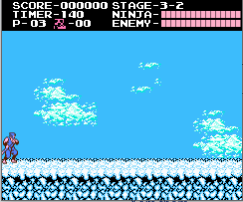 SCORE-000000 STAGE-3-2
TIMER-140 NINJA-
P-03 -00 ENEMY-